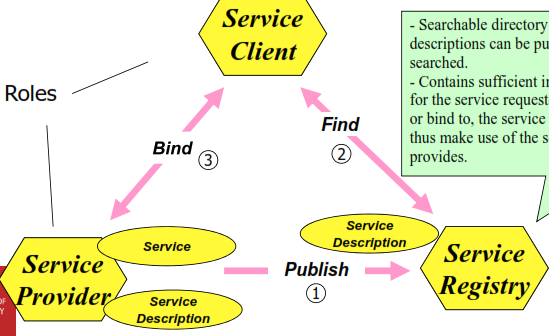 Service
Client
- Searchable directory
descriptions can be pu
searched.
- Contains sufficient in
for the service request
or bind to, the service
thus make use of the s
provides.
Roles
Find
②
Bind
③
Service
Service
Description
Service
Provider
Service
Registry
Publish
①
Service
Description
OF
Y